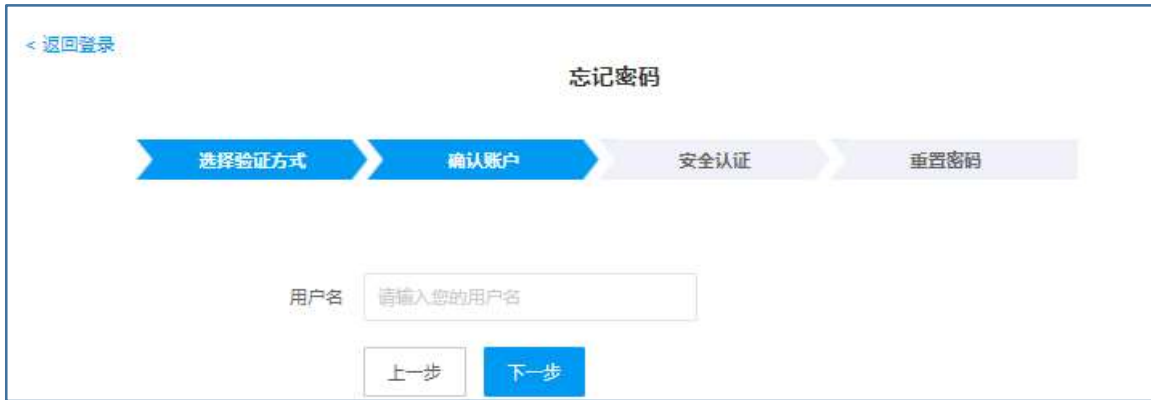 < 返回登录
忘记密码
选择验证方式 确认账户 安全认证 重置密码
用户名 请输入您的用户名
上一步 下一步